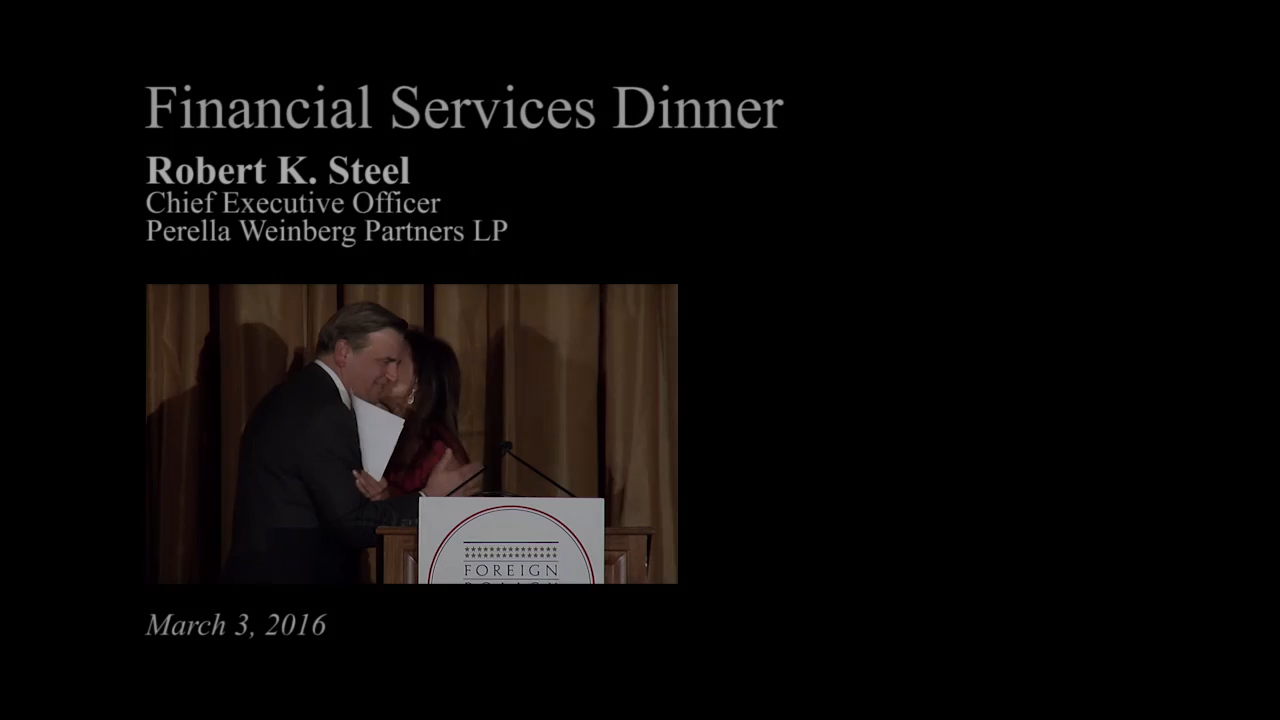 Financial Services Dinner
Robert K. Steel
Chief Executive Officer
Perella Weinberg Partners LP
FOREIGN
March 3, 2016